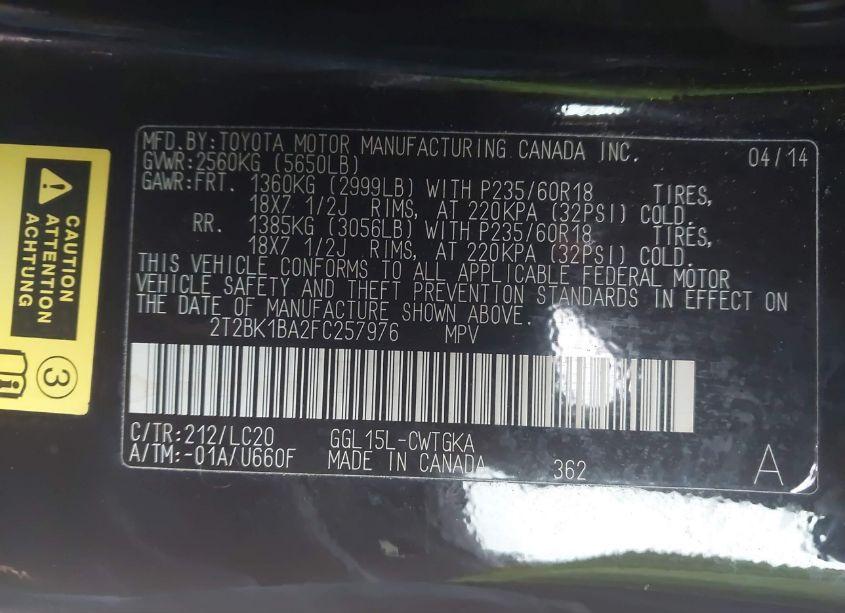 MFD.BY:TOYOTA MOTOR MANUFACTURING CANADA INC. 04/14
GVWR:2560KG (5650LB)
GAWR:FRT. 1360KG (2999LB) WITH P235/60R18 TIRES,
18X7 1/2J RIMS, AT 220KPA (32PSI) COLD.
RR. 1385KG (3056LB) WITH P235/60R18 TIRES,
18X7 1/2J RIMS, AT 220KPA (32PSI) COLD.
THIS VEHICLE CONFORMS TO ALL APPLICABLE FEDERAL MOTOR
VEHICLE SAFETY AND THEFT PREVENTION STANDARDS IN EFFECT ON
THE DATE OF MANUFACTURE SHOWN ABOVE.
2T2BK1BA2FC257976 MPV
C/TR:212/LC20 GGL15L-CWTGKA
A/TM:-01A/U660F MADE IN CANADA 362 A
CAUTION
ACHTUNG
3